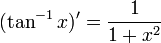 (tan⁻¹ x)′ = 1/(1 + x²)